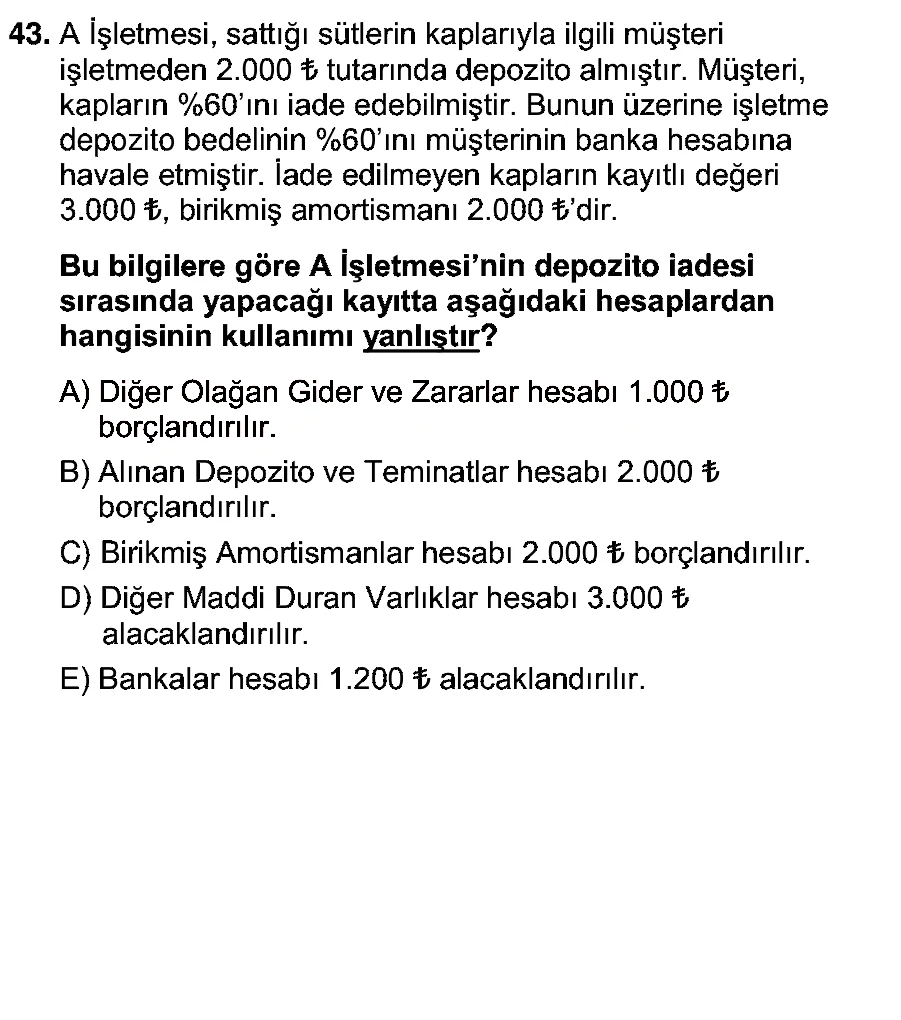 43. A İşletmesi, sattığı sütlerin kaplarıyla ilgili müşteri
işletmeden 2.000 ₺ tutarında depozito almıştır. Müşteri,
kapların %60’ını iade edebilmiştir. Bunun üzerine işletme
depozito bedelinin %60’ını müşterinin banka hesabına
havale etmiştir. İade edilmeyen kapların kayıtlı değeri
3.000 ₺, birikmiş amortismanı 2.000 ₺’dir.
Bu bilgilere göre A İşletmesi’nin depozito iadesi
sırasında yapacağı kayıtta aşağıdaki hesaplardan
hangisinin kullanımı yanlıştır?
A) Diğer Olağan Gider ve Zararlar hesabı 1.000 ₺
borçlandırılır.
B) Alınan Depozito ve Teminatlar hesabı 2.000 ₺
borçlandırılır.
C) Birikmiş Amortismanlar hesabı 2.000 ₺ borçlandırılır.
D) Diğer Maddi Duran Varlıklar hesabı 3.000 ₺
alacaklandırılır.
E) Bankalar hesabı 1.200 ₺ alacaklandırılır.